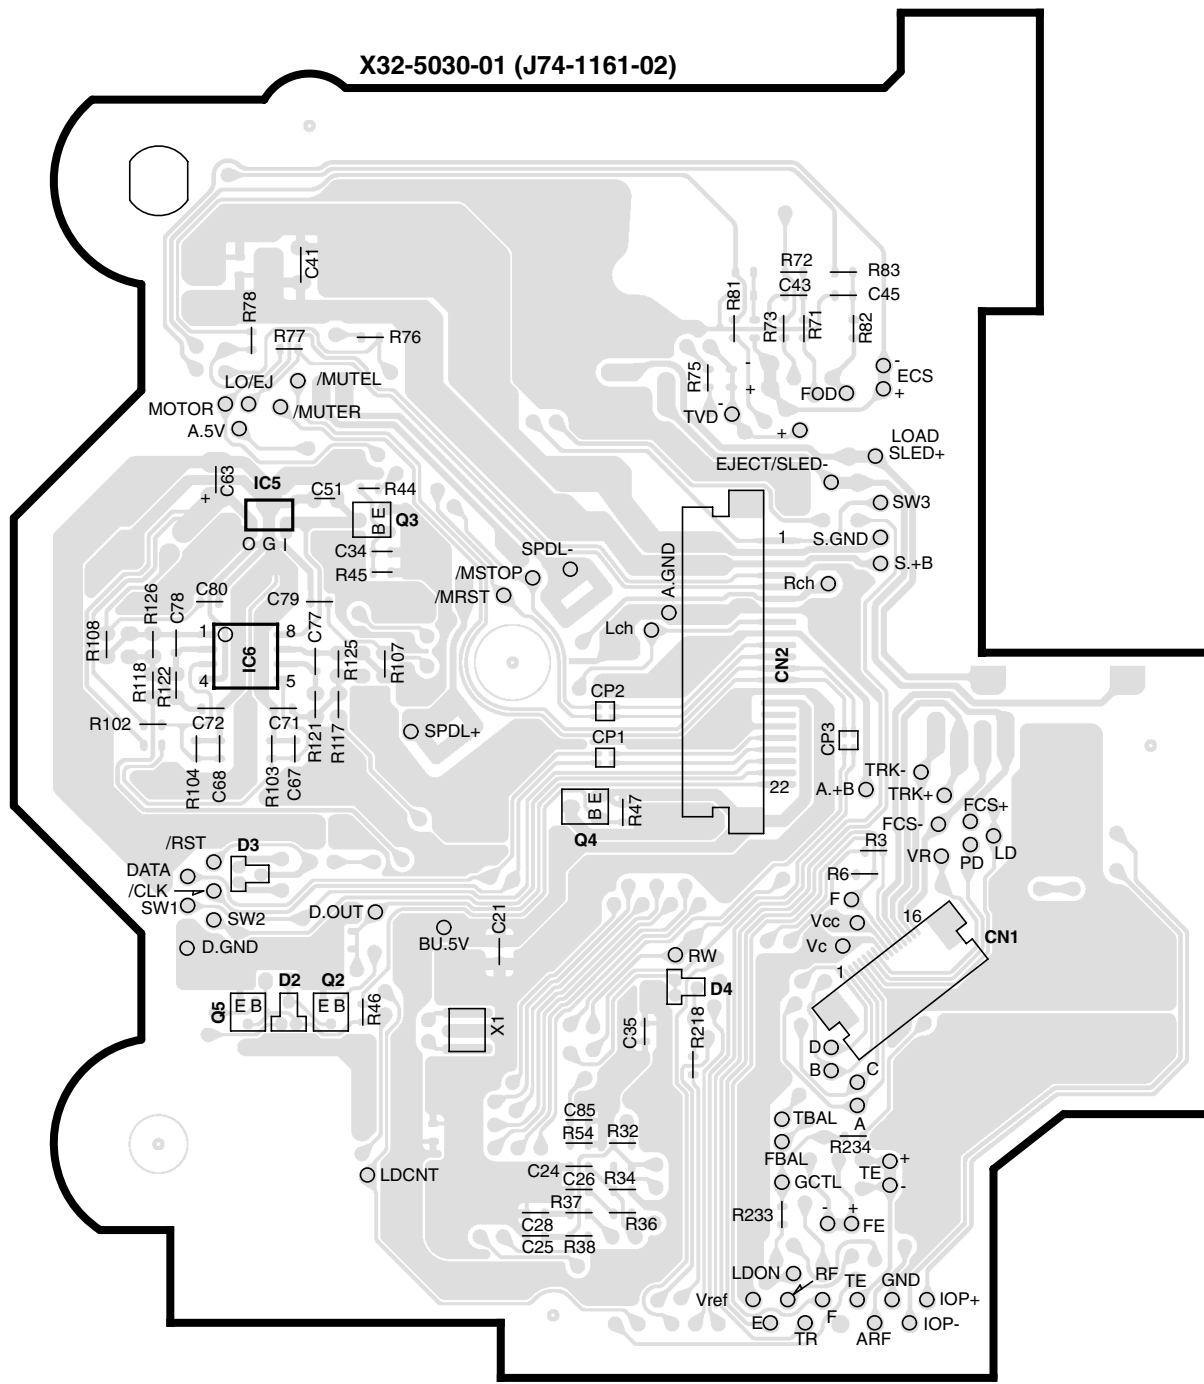 X32-5030-01 (J74-1161-02)
C41
R78
R77
R76
R72
C43
R83
C45
R81
R73
R71
R82
R75
-
+
-
TVD
FOD
-
ECS
+
LO/EJ
/MUTEL
MOTOR
/MUTER
A.5V
+
LOAD
SLED+
EJECT/SLED-
SW3
S.GND
S.+B
Rch
C63
+
IC5
O G I
C51
R44
B E
Q3
C34
R45
SPDL-
/MSTOP
/MRST
A.GND
Lch
1
CN2
22
R126
C78
C80
C79
C77
R108
R118
R122
1
8
IC6
4
5
R125
R107
R102
C72
C71
R121
R117
R104
C68
R103
C67
SPDL+
CP2
CP1
CP3
B E
Q4
R47
TRK-
A.+B
TRK+
FCS+
FCS-
LD
VR
PD
R3
R6
F
Vcc
Vc
16
CN1
1
/RST
D3
DATA
/CLK
SW1
SW2
D.GND
D.OUT
BU.5V
C21
RW
D4
Q5
E B
D2
Q2
E B
R46
X1
C35
R218
D
B
C
A
TBAL
R234
FBAL
GCTL
TE
+
-
R233
-
+
FE
C85
R54
R32
C24
C26
R34
R37
R36
C28
C25
R38
LDCNT
LDON
RF
TE
GND
Vref
IOP+
E
TR
F
ARF
IOP-